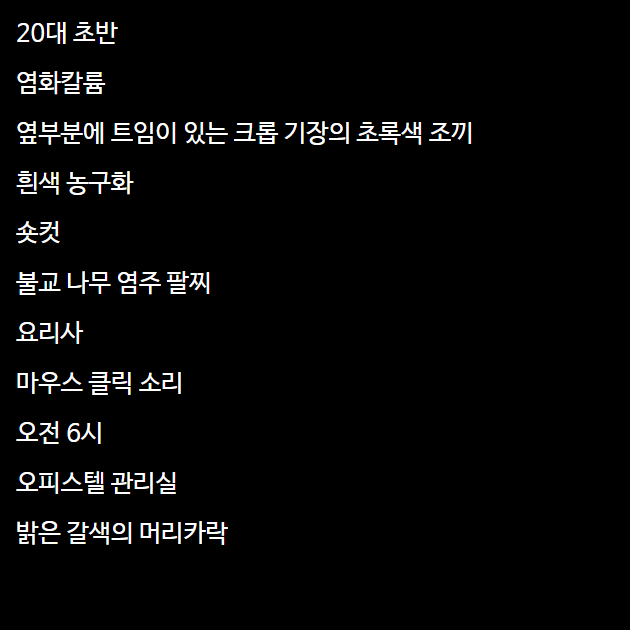 20대 초반
염화칼륨
옆부분에 트임이 있는 크롭 기장의 초록색 조끼
흰색 농구화
숏컷
불교 나무 염주 팔찌
요리사
마우스 클릭 소리
오전 6시
오피스텔 관리실
밝은 갈색의 머리카락